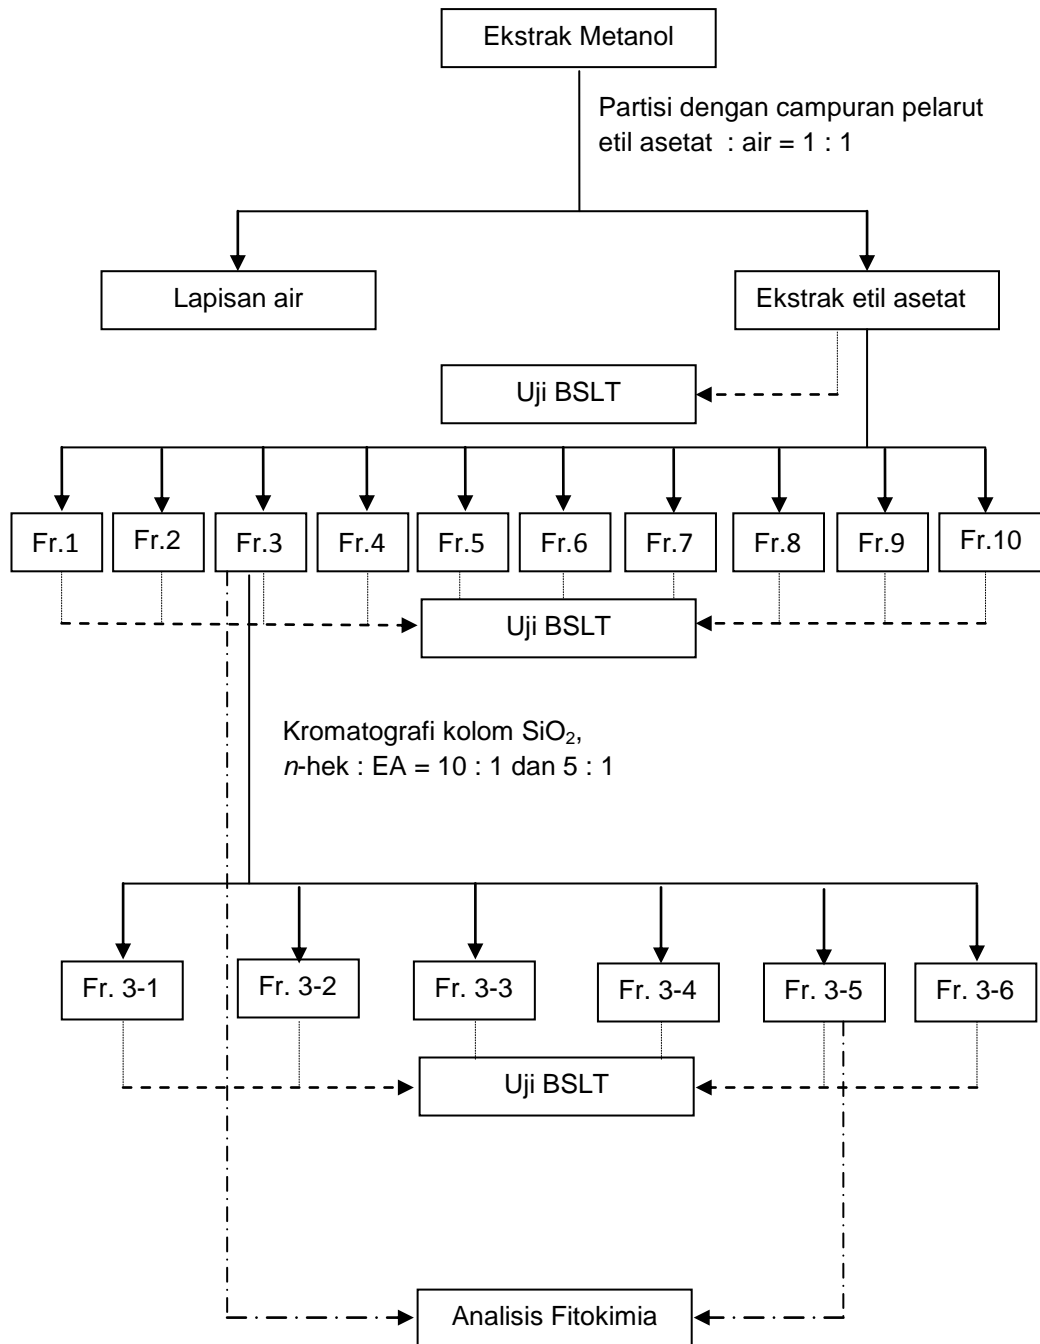 Ekstrak Metanol
Partisi dengan campuran pelarut
etil asetat : air = 1 : 1
Lapisan air
Ekstrak etil asetat
Uji BSLT
Fr.1
Fr.2
Fr.3
Fr.4
Fr.5
Fr.6
Fr.7
Fr.8
Fr.9
Fr.10
Uji BSLT
Kromatografi kolom SiO₂,
n-hek : EA = 10 : 1 dan 5 : 1
Fr. 3-1
Fr. 3-2
Fr. 3-3
Fr. 3-4
Fr. 3-5
Fr. 3-6
Uji BSLT
Analisis Fitokimia